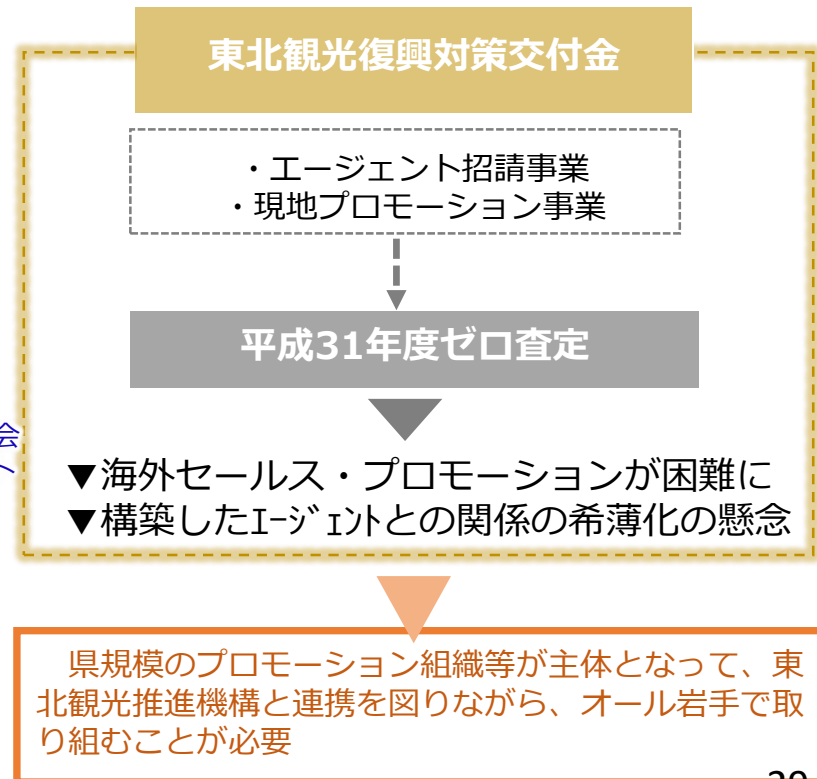 東北観光復興対策交付金
・エージェント招請事業
・現地プロモーション事業
平成31年度ゼロ査定
会
▼海外セールス・プロモーションが困難に
▼構築したｴｰｼﾞｪﾝﾄとの関係の希薄化の懸念
県規模のプロモーション組織等が主体となって、東
北観光推進機構と連携を図りながら、オール岩手で取
り組むことが必要